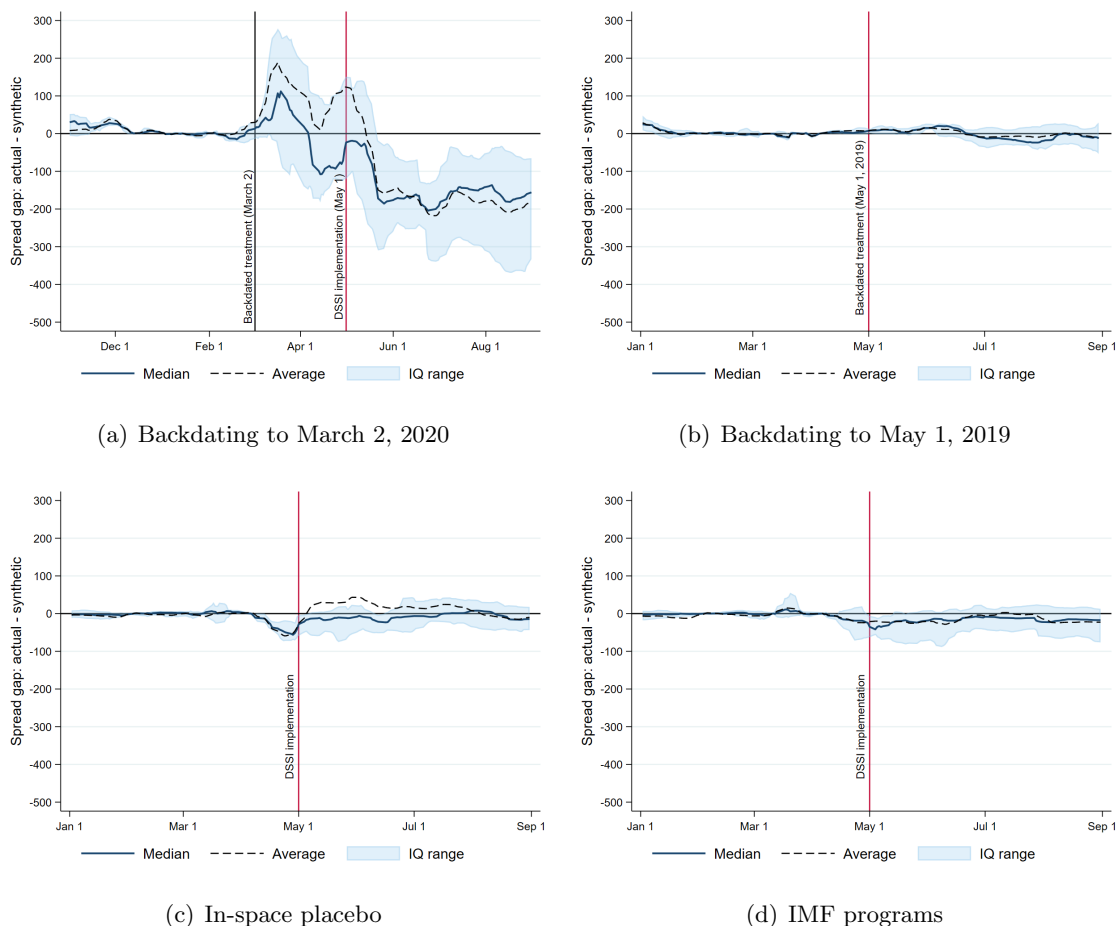 300
200
100
0
-100
-200
-300
-400
-500
Spread gap: actual - synthetic
Backdated treatment (March 2)
DSSI implementation (May 1)
Dec 1 Feb 1 Apr 1 Jun 1 Aug 1
Median Average IQ range
(a) Backdating to March 2, 2020
300
200
100
0
-100
-200
-300
-400
-500
Spread gap: actual - synthetic
Backdated treatment (May 1, 2019)
Jan 1 Mar 1 May 1 Jul 1 Sep 1
Median Average IQ range
(b) Backdating to May 1, 2019
300
200
100
0
-100
-200
-300
-400
-500
Spread gap: actual - synthetic
DSSI implementation
Jan 1 Mar 1 May 1 Jul 1 Sep 1
Median Average IQ range
(c) In-space placebo
300
200
100
0
-100
-200
-300
-400
-500
Spread gap: actual - synthetic
DSSI implementation
Jan 1 Mar 1 May 1 Jul 1 Sep 1
Median Average IQ range
(d) IMF programs